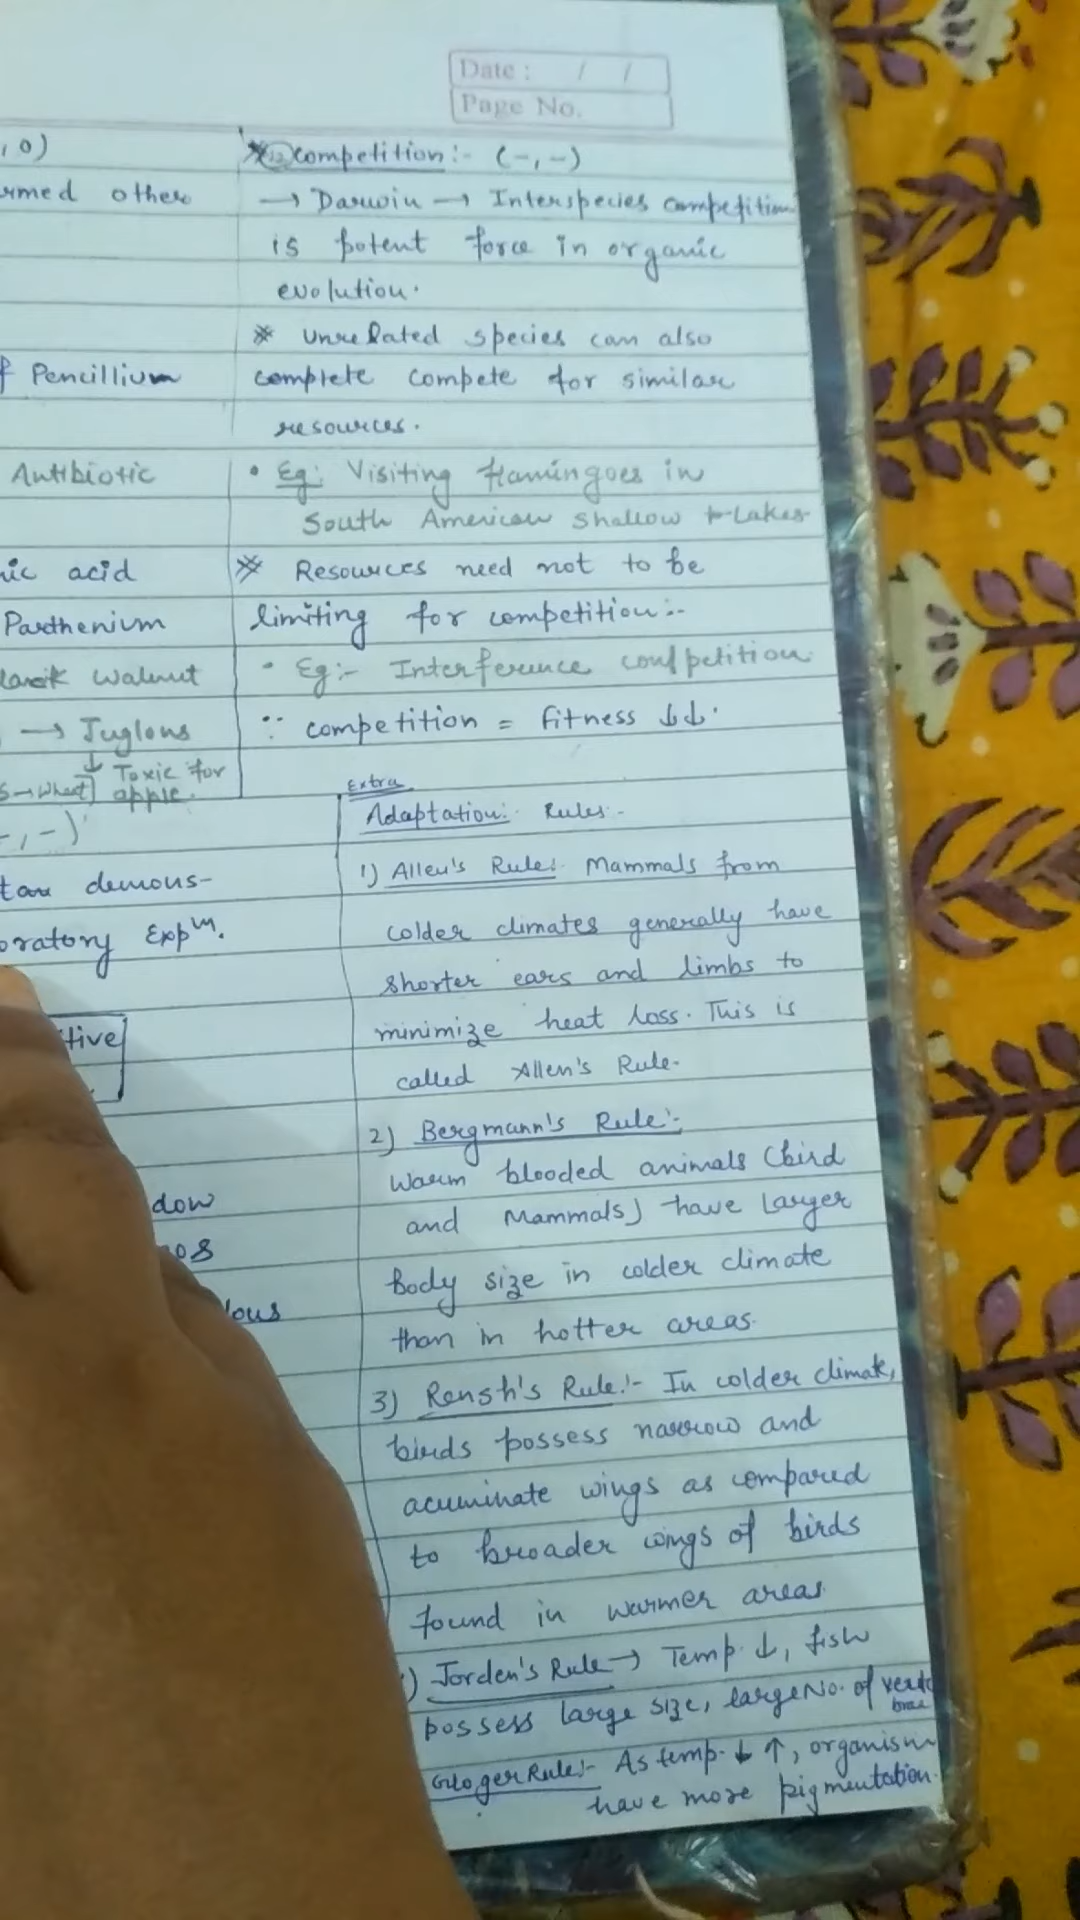 Date : / /
Page No.
, 0)
rmed other
f Pencillium
Antibiotic
nic acid
Parthenium
walnut
→ Juglous
↓ Toxic for
s → wheat] apple.
-, -)
tau demous-
oratory Expᵐ.
tive
dow
nos
lous
* 12 competition :- (-, -)
→ Darwin → Interspecies competition
is potent force in organic
evolution.
* Unrelated species can also
complete compete for similar
resources.
• Eg: Visiting flamingoes in
South American shallow Lakes
* Resources need not to be
limiting for competition :-
• Eg :- Interference competition
∵ competition = fitness ↓↓.
Extra
Adaptation: Rules :-
1) Allen's Rule: Mammals from
colder climates generally have
shorter ears and limbs to
minimize heat loss. This is
called Allen's Rule.
2) Bergmann's Rule :-
Warm blooded animals (bird
and Mammals) have Larger
Body size in colder climate
than in hotter areas.
3) Rensh's Rule :- In colder climate,
birds possess narrow and
acuminate wings as compared
to broader wings of birds
found in warmer areas.
) Jorden's Rule → Temp. ↓, fish
possess large size, large No. of vertebrae
Gloger Rule :- As temp. ↑, organism
have more pigmentation.